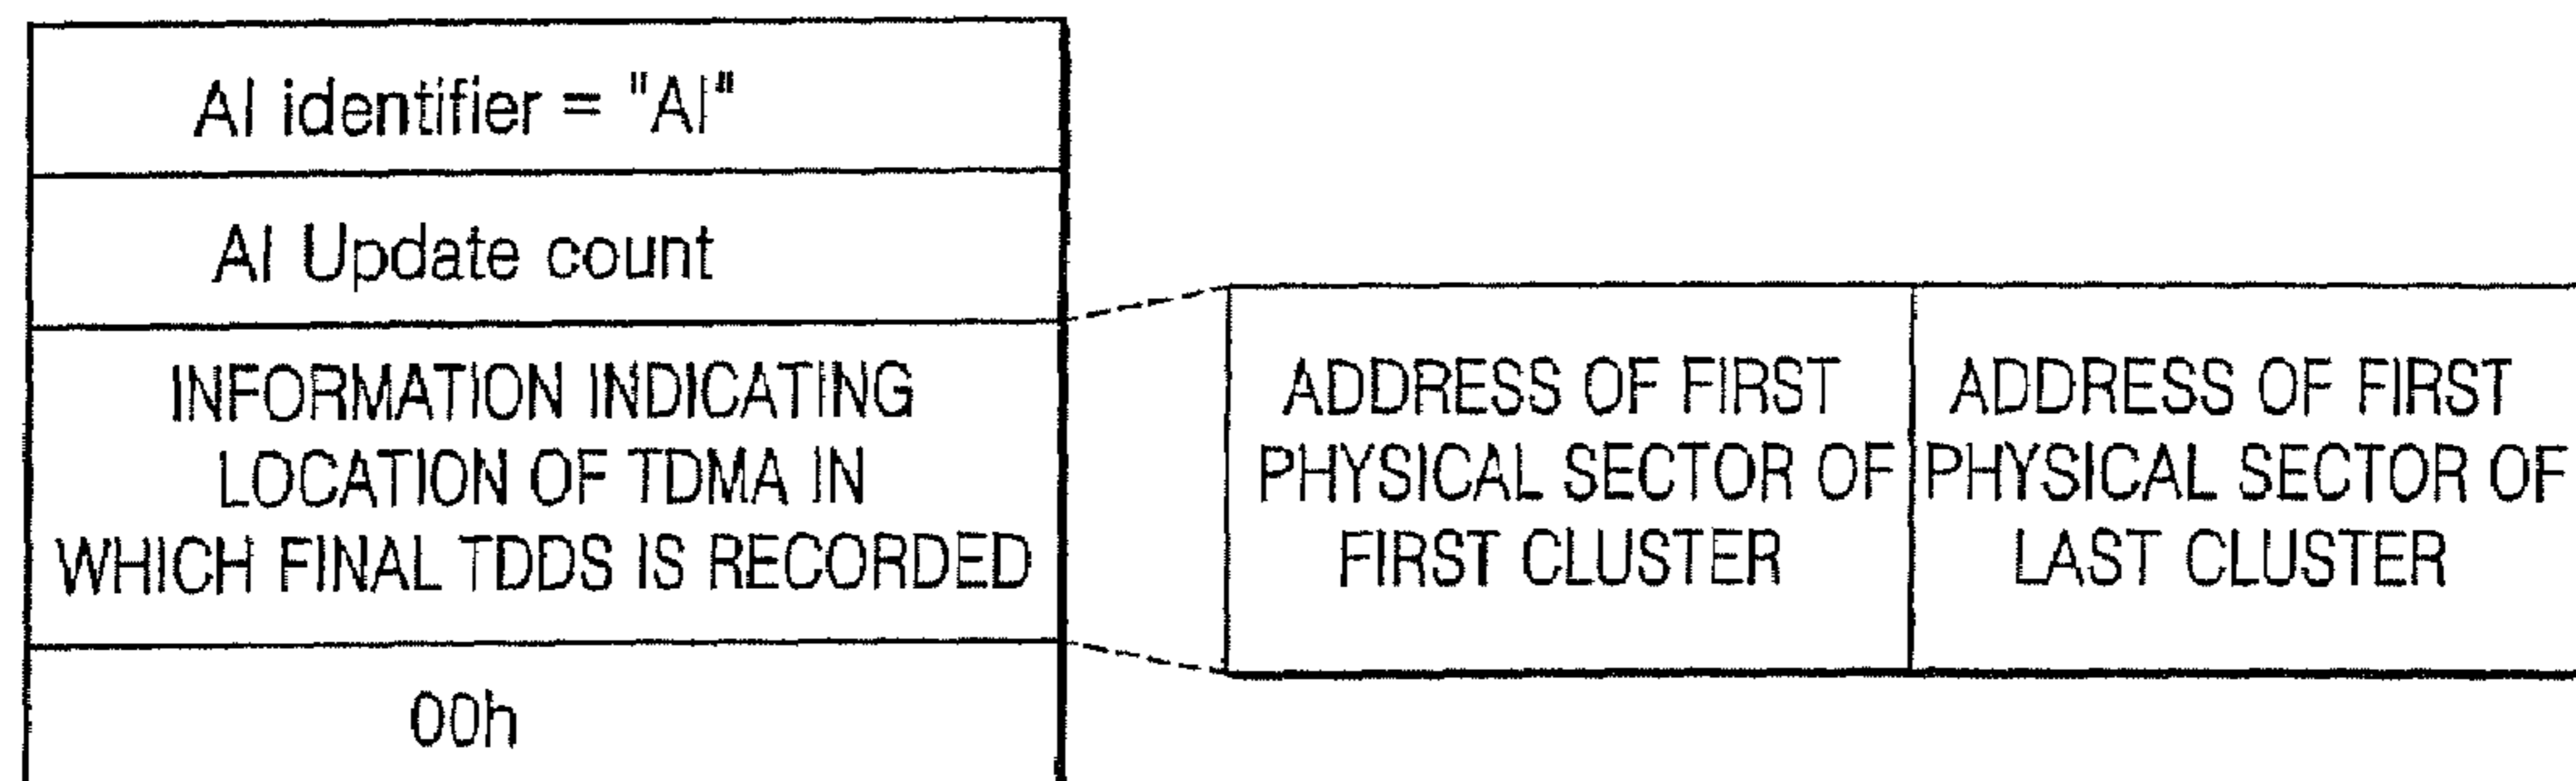 AI identifier = "AI"
AI Update count
INFORMATION INDICATING
LOCATION OF TDMA IN
WHICH FINAL TDDS IS RECORDED
00h
ADDRESS OF FIRST
PHYSICAL SECTOR OF
FIRST CLUSTER
ADDRESS OF FIRST
PHYSICAL SECTOR OF
LAST CLUSTER